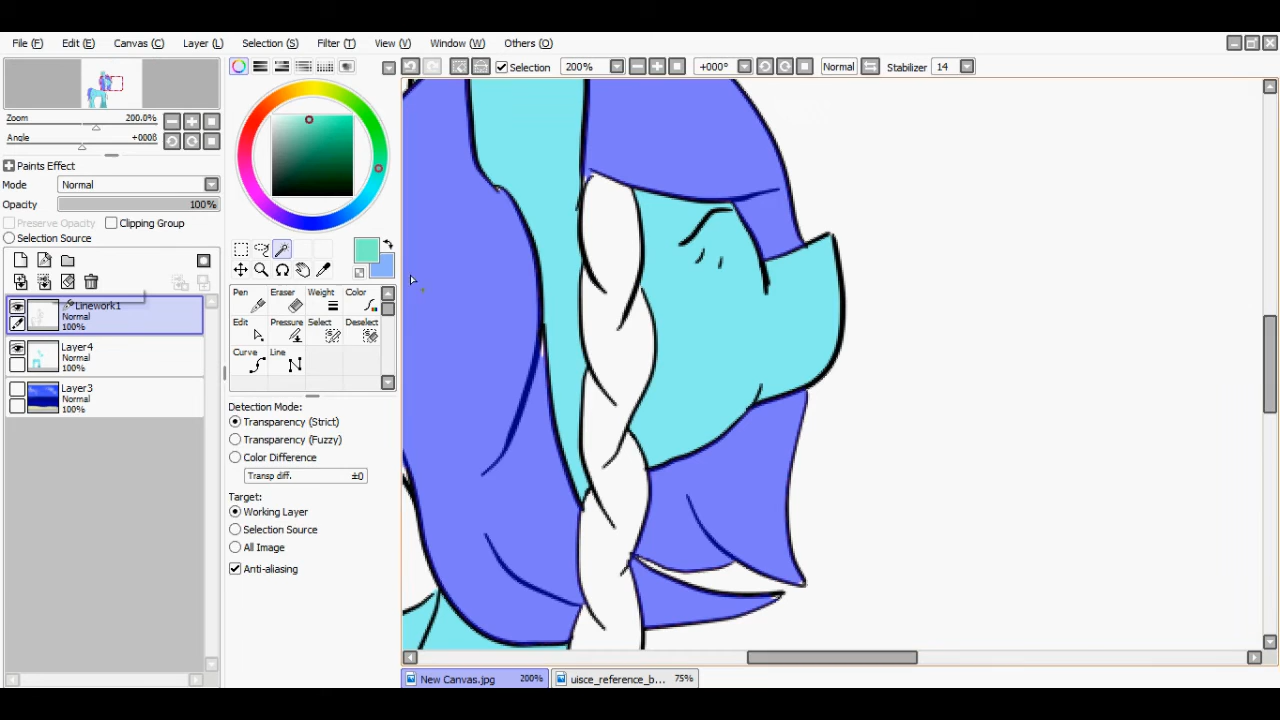 File (F) Edit (E) Canvas (C) Layer (L) Selection (S) Filter (T) View (V) Window (W) Others (O)
Selection 200% +000° Normal Stabilizer 14
Zoom 200.0%
Angle +000ß
Paints Effect
Mode Normal
Opacity 100%
Preserve Opacity Clipping Group
Selection Source
Linework1
Normal
100%
Layer4
Normal
100%
Layer3
Normal
100%
Pen Eraser Weight Color
Edit Pressure Select Deselect
Curve Line
Detection Mode:
Transparency (Strict)
Transparency (Fuzzy)
Color Difference
Transp diff. ±0
Target:
Working Layer
Selection Source
All Image
Anti-aliasing
New Canvas.jpg 200% uisce_reference_b... 75%